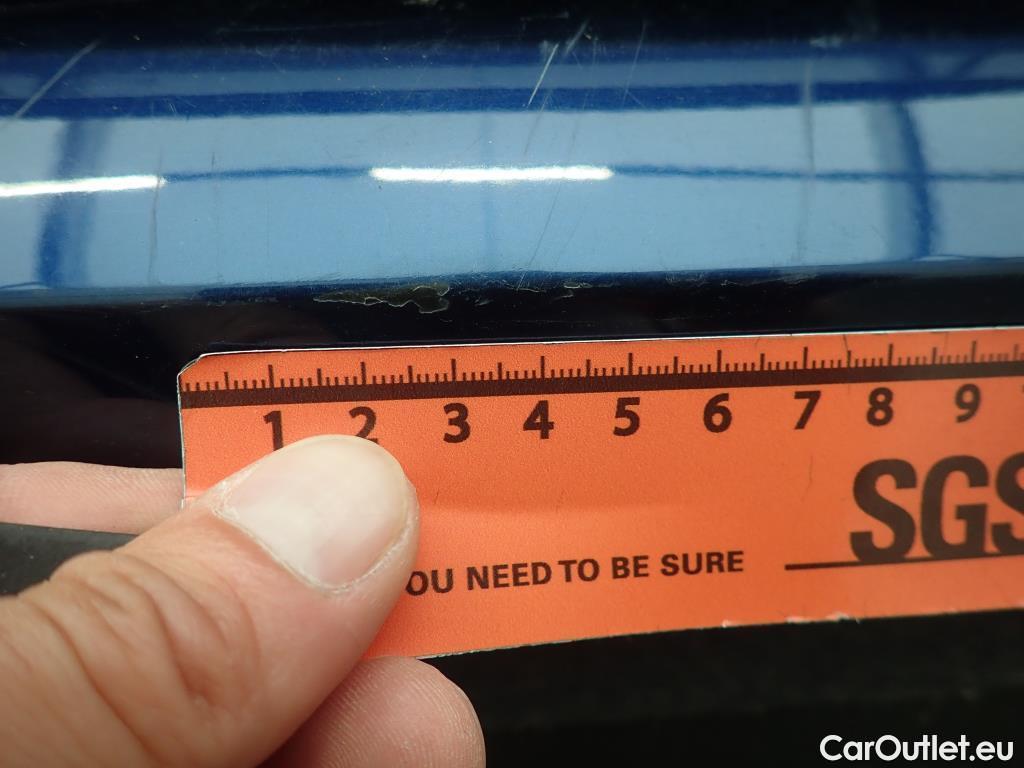 1 2 3 4 5 6 7 8 9
SGS
OU NEED TO BE SURE
CarOutlet.eu